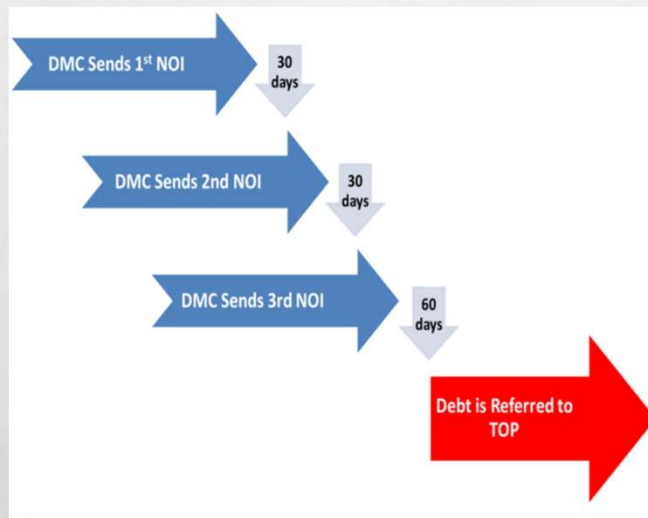 DMC Sends 1st NOI
30
days
DMC Sends 2nd NOI
30
days
DMC Sends 3rd NOI
60
days
Debt is Referred to
TOP